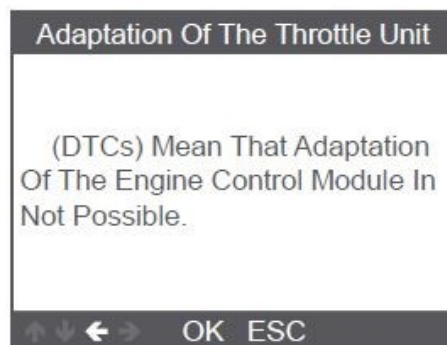 Adaptation Of The Throttle Unit
(DTCs) Mean That Adaptation
Of The Engine Control Module In
Not Possible.
OK ESC